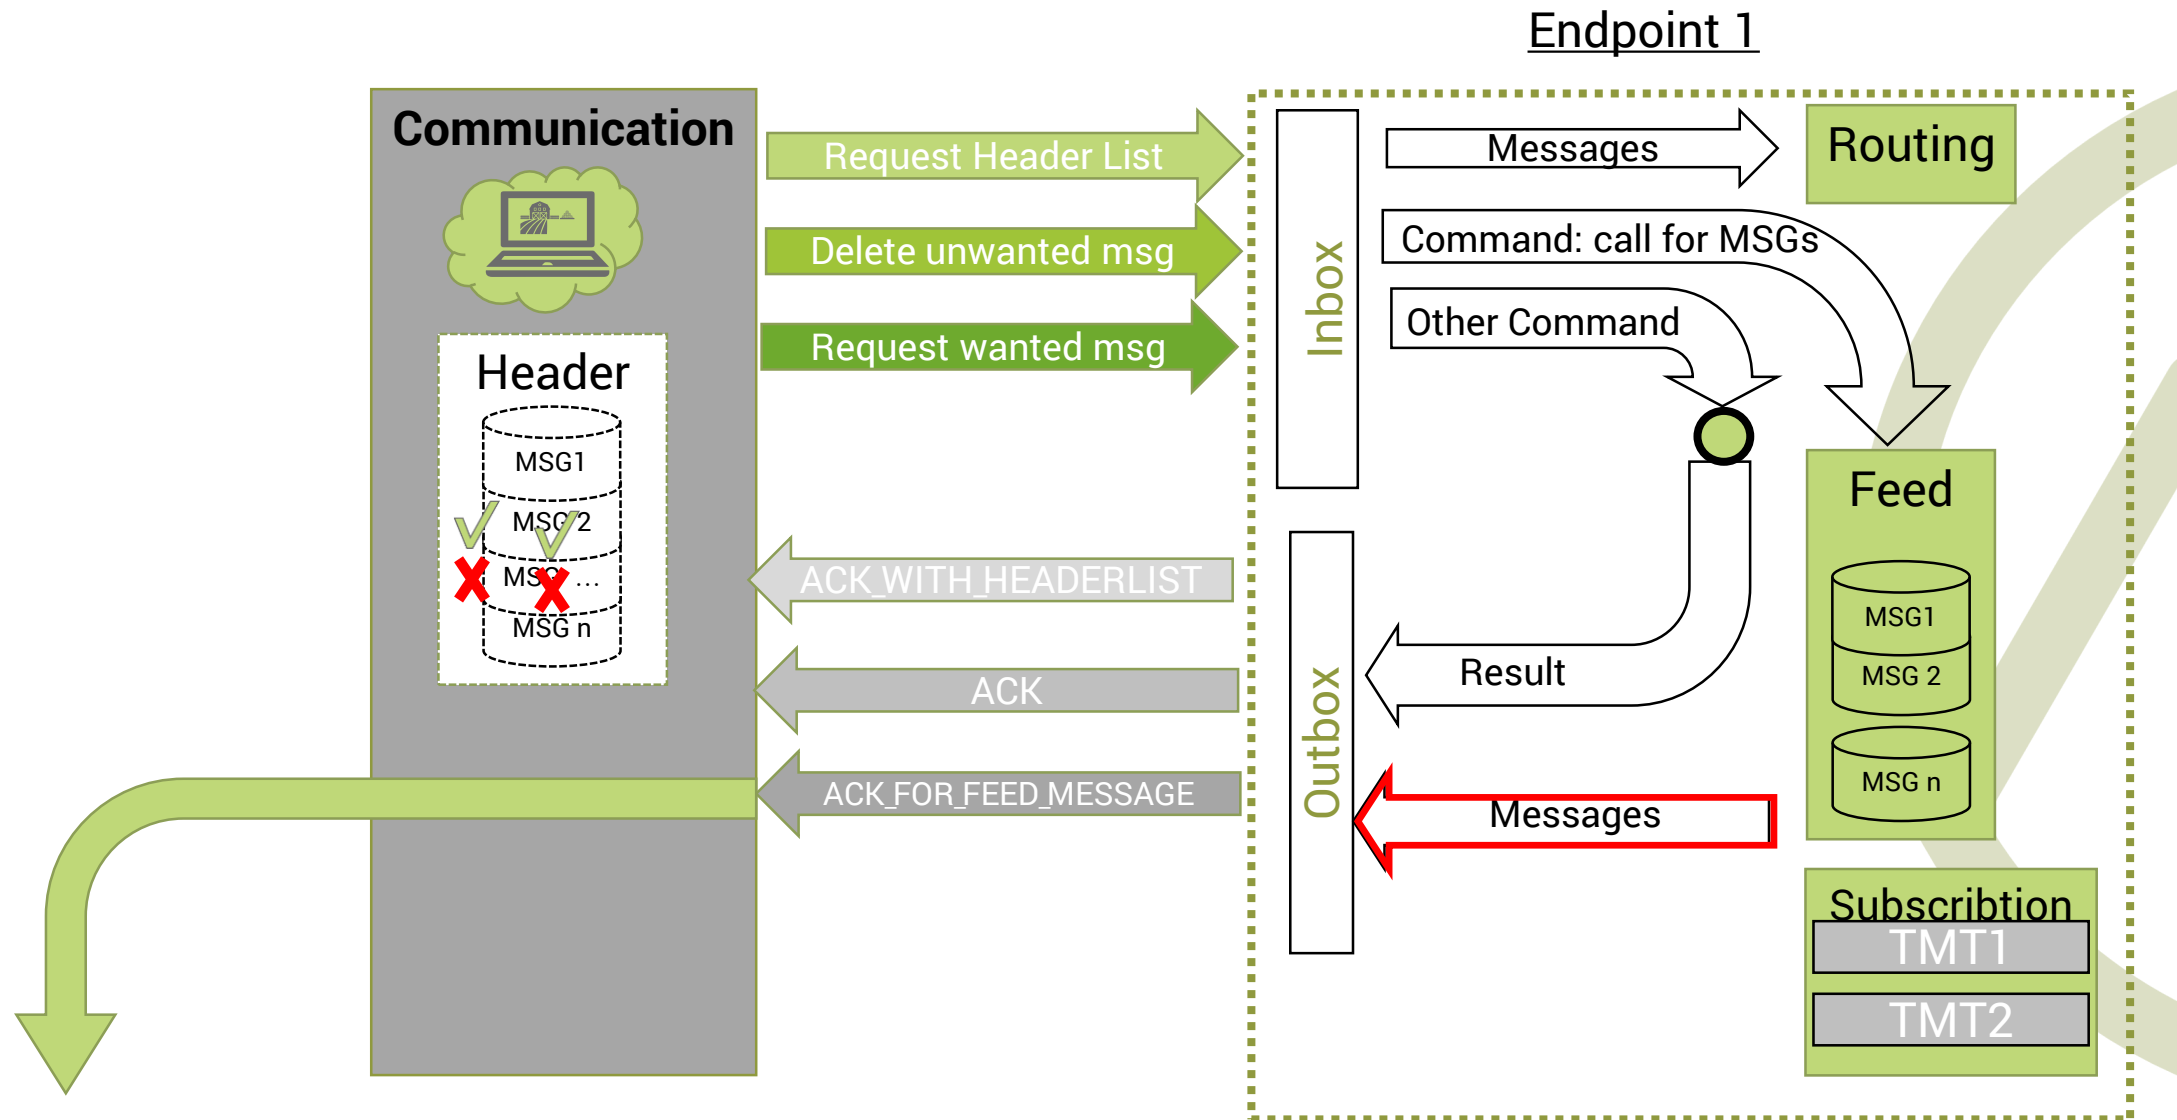 Endpoint 1
Communication
Header
MSG1
MSG 2
MSG ...
MSG n
Request Header List
Delete unwanted msg
Request wanted msg
ACK_WITH_HEADERLIST
ACK
ACK_FOR_FEED_MESSAGE
Inbox
Outbox
Messages
Command: call for MSGs
Other Command
Result
Messages
Routing
Feed
MSG1
MSG 2
MSG n
Subscribtion
TMT1
TMT2